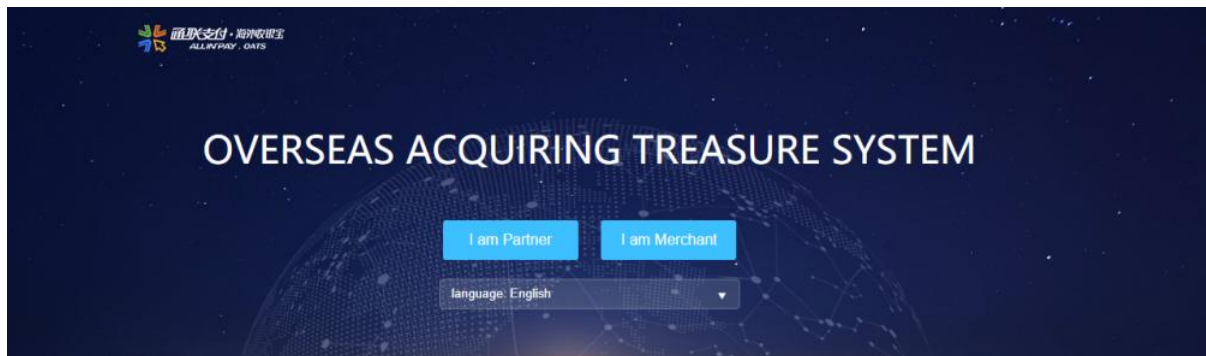 通联支付·海外收银宝
ALLINPAY . OATS
OVERSEAS ACQUIRING TREASURE SYSTEM
I am Partner
I am Merchant
language: English